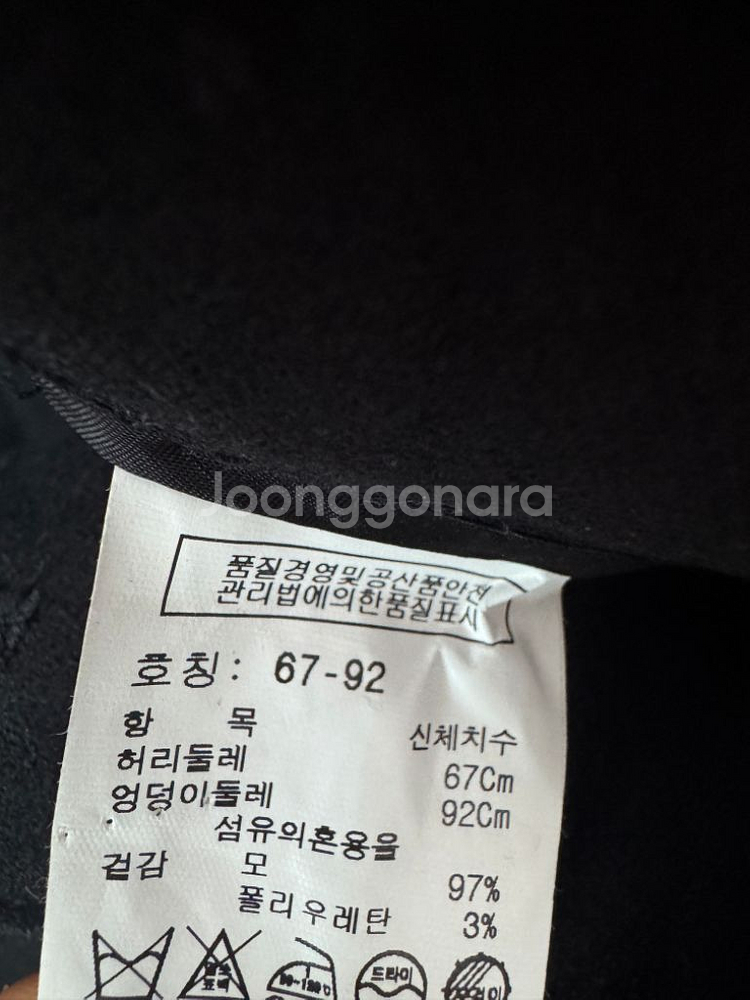 Joonggonara
품질경영및공산품안전
관리법에의한품질표시
호칭: 67-92
항 목 신체치수
허리둘레 67Cm
엉덩이둘레 92Cm
섬유의혼용율
겉감 모 97%
폴리우레탄 3%
드라이